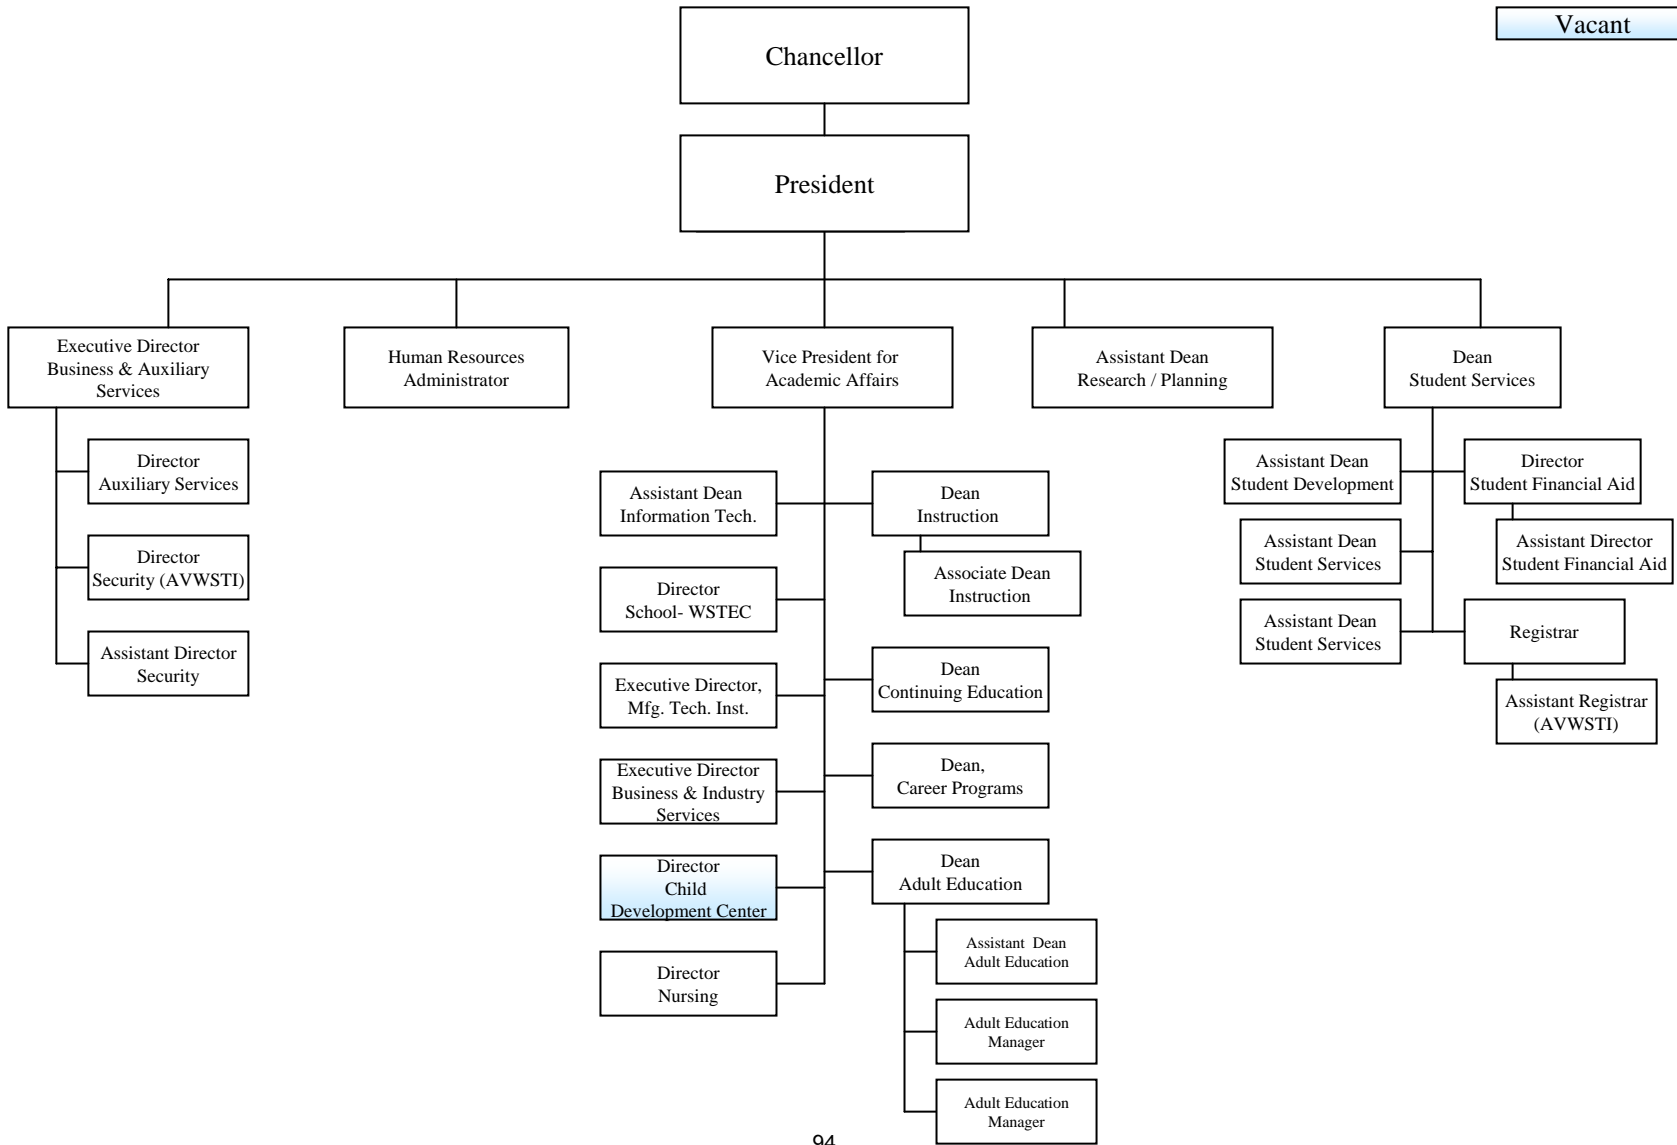 Vacant
Chancellor
President
Executive Director
Business & Auxiliary
Services
Human Resources
Administrator
Vice President for
Academic Affairs
Assistant Dean
Research / Planning
Dean
Student Services
Director
Auxiliary Services
Director
Security (AVWSTI)
Assistant Director
Security
Assistant Dean
Information Tech.
Director
School- WSTEC
Executive Director,
Mfg. Tech. Inst.
Executive Director
Business & Industry
Services
Director
Child
Development Center
Director
Nursing
Dean
Instruction
Associate Dean
Instruction
Dean
Continuing Education
Dean,
Career Programs
Dean
Adult Education
Assistant  Dean
Adult Education
Adult Education
Manager
Adult Education
Manager
Assistant Dean
Student Development
Assistant Dean
Student Services
Assistant Dean
Student Services
Director
Student Financial Aid
Assistant Director
Student Financial Aid
Registrar
Assistant Registrar
(AVWSTI)
94